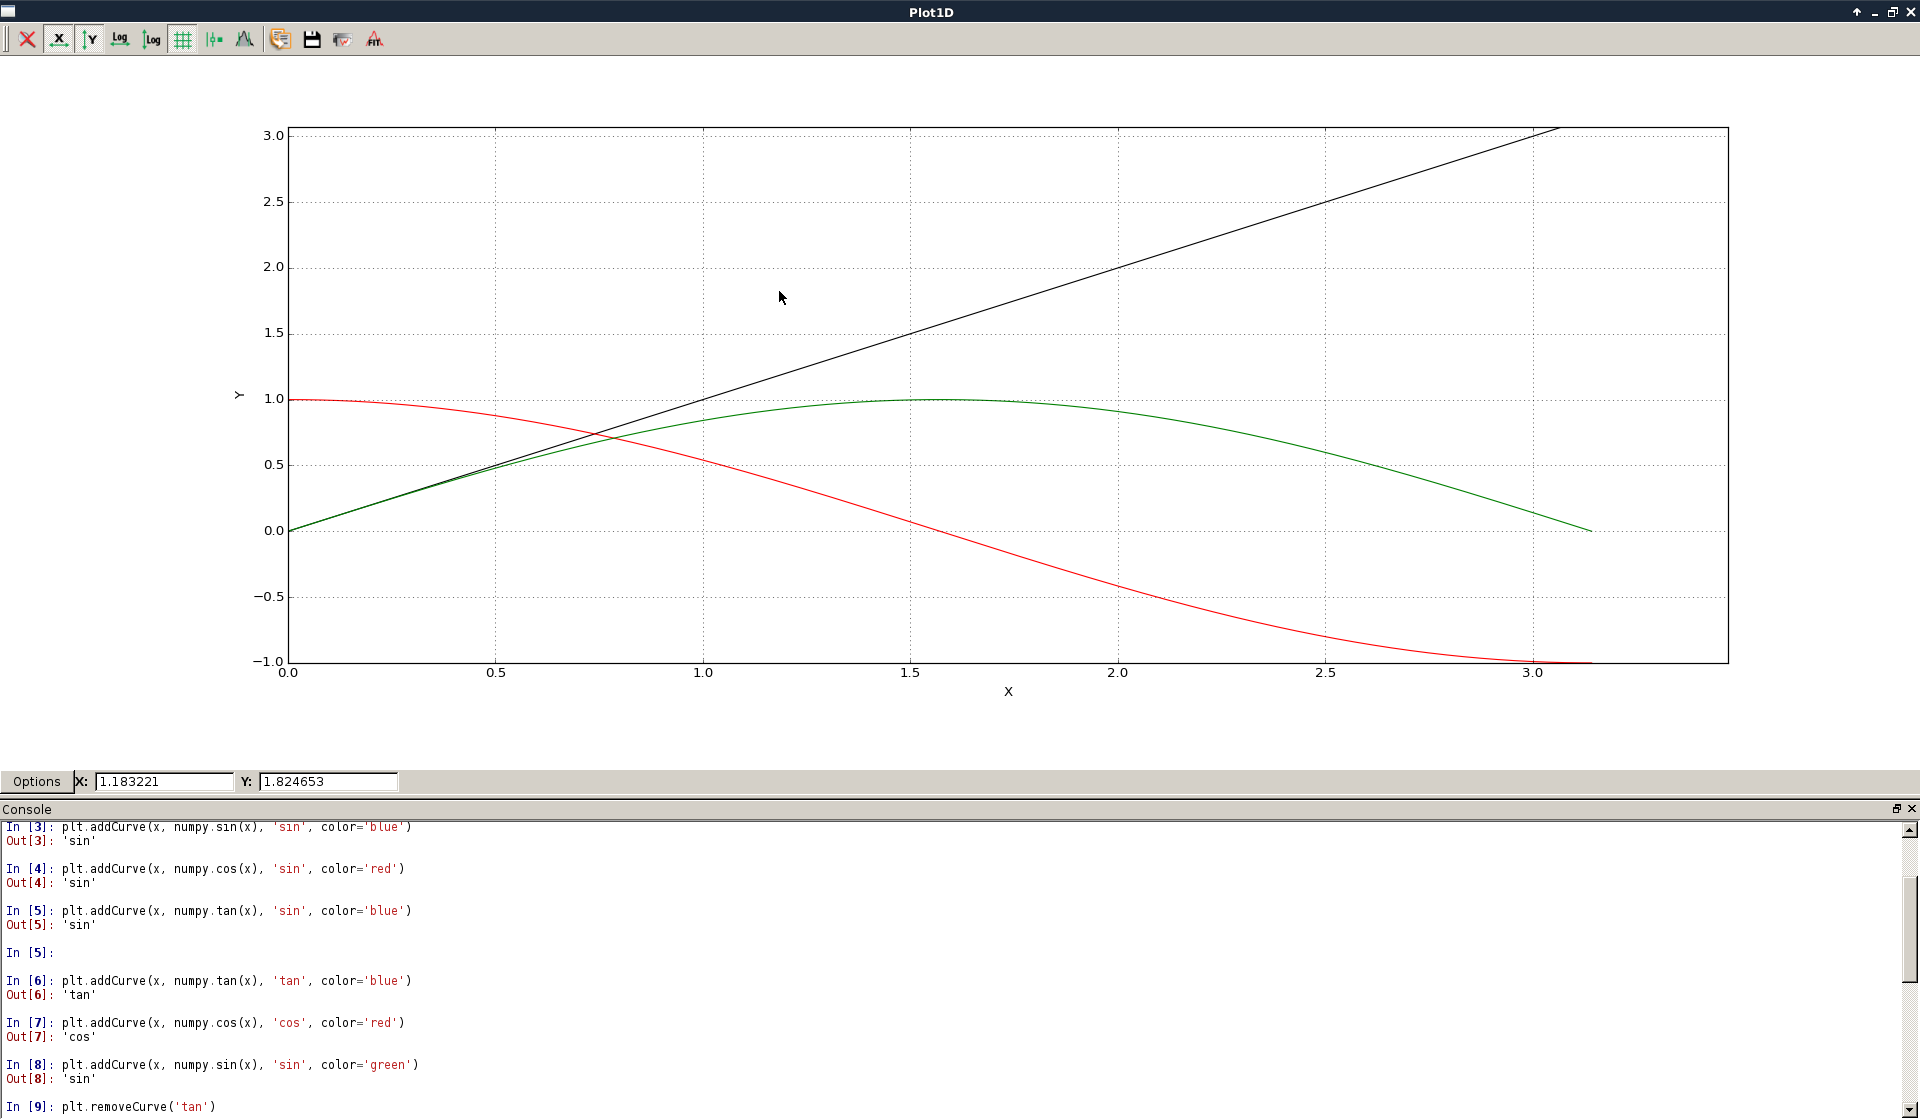 Plot1D
X Y Log Log FIT
3.0
2.5
2.0
1.5
Y
1.0
0.5
0.0
−0.5
−1.0
0.0 0.5 1.0 1.5 2.0 2.5 3.0
X
Options X: 1.183221 Y: 1.824653
Console
In [3]: plt.addCurve(x, numpy.sin(x), 'sin', color='blue')
Out[3]: 'sin'
In [4]: plt.addCurve(x, numpy.cos(x), 'sin', color='red')
Out[4]: 'sin'
In [5]: plt.addCurve(x, numpy.tan(x), 'sin', color='blue')
Out[5]: 'sin'
In [5]:
In [6]: plt.addCurve(x, numpy.tan(x), 'tan', color='blue')
Out[6]: 'tan'
In [7]: plt.addCurve(x, numpy.cos(x), 'cos', color='red')
Out[7]: 'cos'
In [8]: plt.addCurve(x, numpy.sin(x), 'sin', color='green')
Out[8]: 'sin'
In [9]: plt.removeCurve('tan')